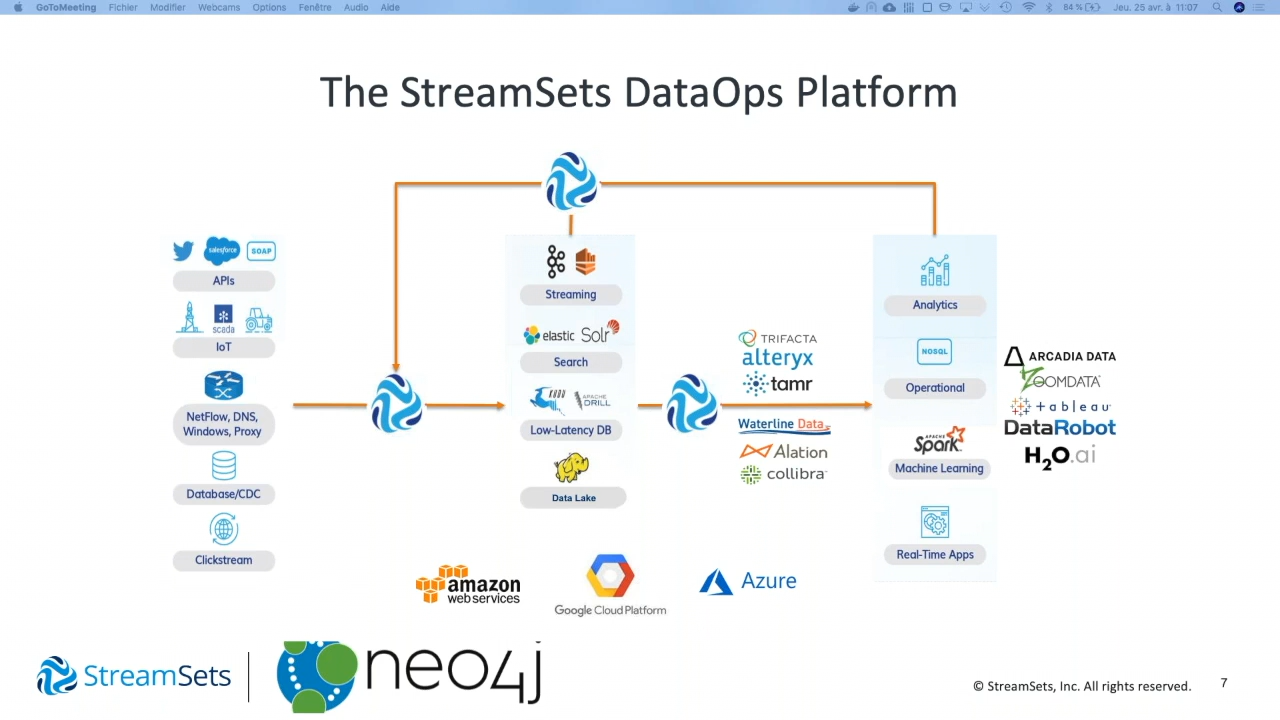 GoToMeeting Fichier Modifier Webcams Options Fenêtre Audio Aide 84 % Jeu. 25 avr. à 11:07
The StreamSets DataOps Platform
salesforce SOAP
APIs
scada
IoT
NetFlow, DNS,
Windows, Proxy
Database/CDC
Clickstream
Streaming
elastic Solr
Search
KUDU APACHE DRILL
Low-Latency DB
Data Lake
TRIFACTA
alteryx
tamr
Waterline Data
Alation
collibra
Analytics
NOSQL
Operational
APACHE
Spark
Machine Learning
Real-Time Apps
ARCADIA DATA
ZOOMDATA
+ableau
DataRobot
H2O.ai
amazon
web services
Google Cloud Platform
Azure
StreamSets
neo4j
© StreamSets, Inc. All rights reserved. 7